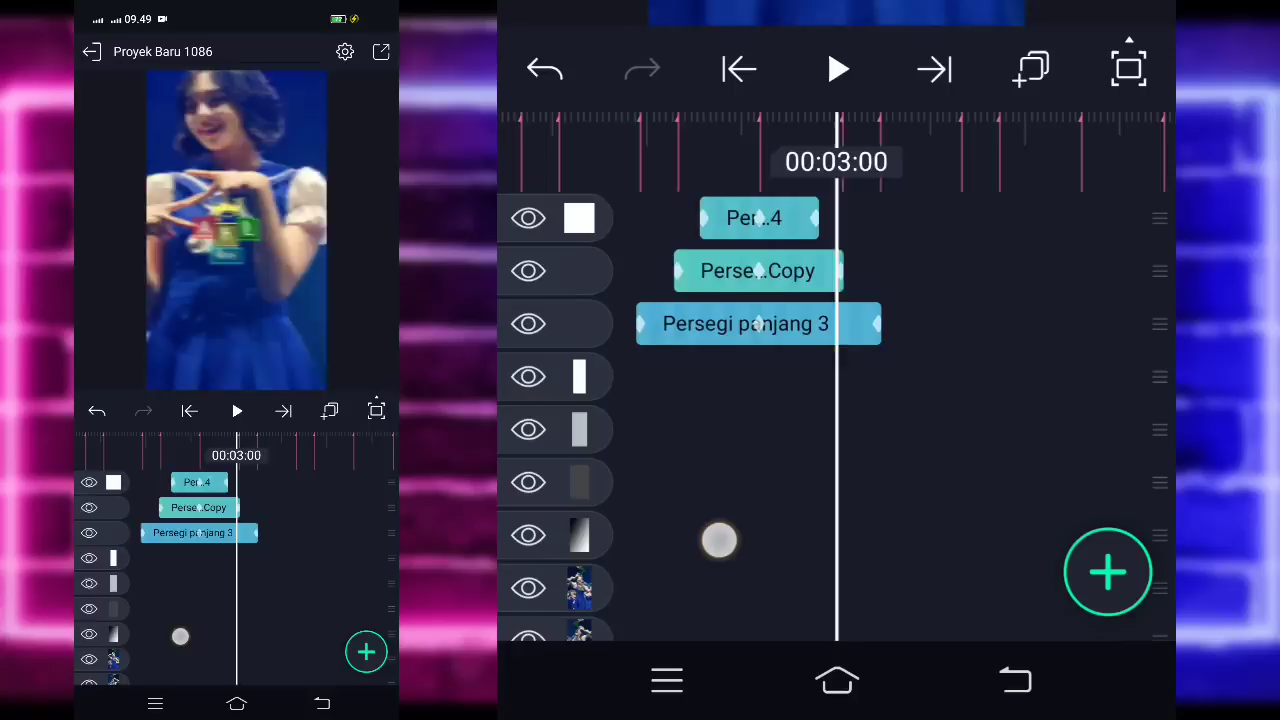 09.49
Proyek Baru 1086
00:03:00
Per...4
Perse...Copy
Persegi panjang 3
00:03:00
Per...4
Perse...Copy
Persegi panjang 3